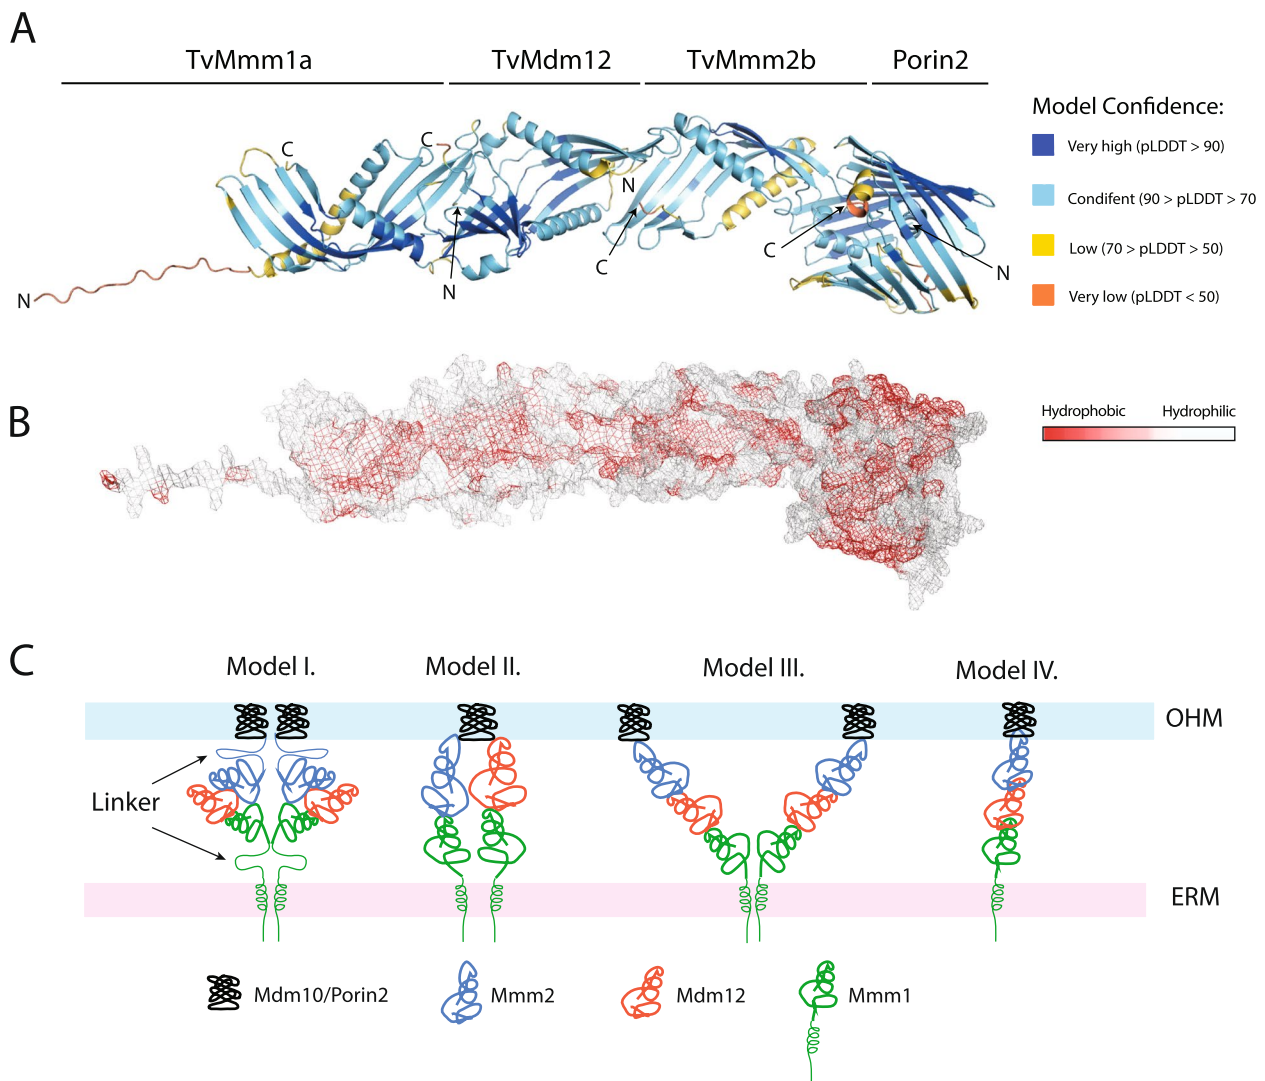 A
TvMmm1a TvMdm12 TvMmm2b Porin2
Model Confidence:
Very high (pLDDT > 90)
Condifent (90 > pLDDT > 70
Low (70 > pLDDT > 50)
Very low (pLDDT < 50)
C C N
N N C C N
B
Hydrophobic Hydrophilic
C
Model I. Model II. Model III. Model IV.
OHM
Linker
ERM
Mdm10/Porin2 Mmm2 Mdm12 Mmm1